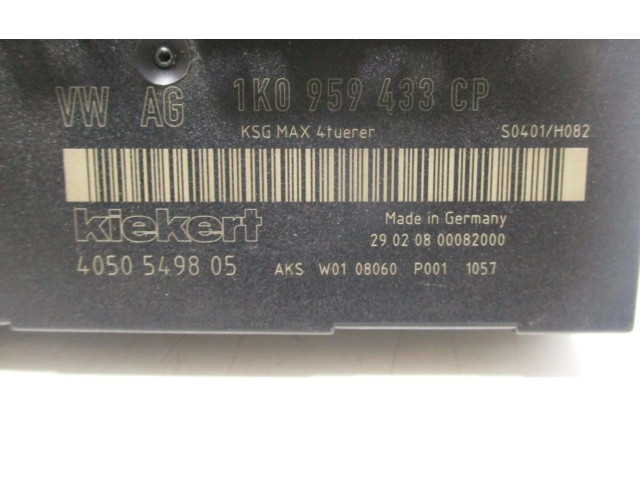 VW AG 1K0 959 433 CP
KSG MAX 4tuerer S0401/H082
kiekert Made in Germany
29 02 08 00082000
4050 5498 05 AKS W01 08060 P001 1057